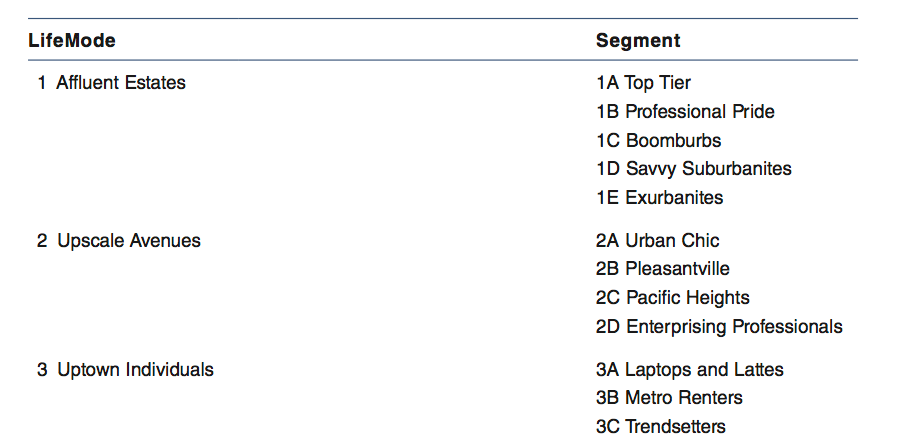 LifeMode Segment
1 Affluent Estates 1A Top Tier
1B Professional Pride
1C Boomburbs
1D Savvy Suburbanites
1E Exurbanites
2 Upscale Avenues 2A Urban Chic
2B Pleasantville
2C Pacific Heights
2D Enterprising Professionals
3 Uptown Individuals 3A Laptops and Lattes
3B Metro Renters
3C Trendsetters